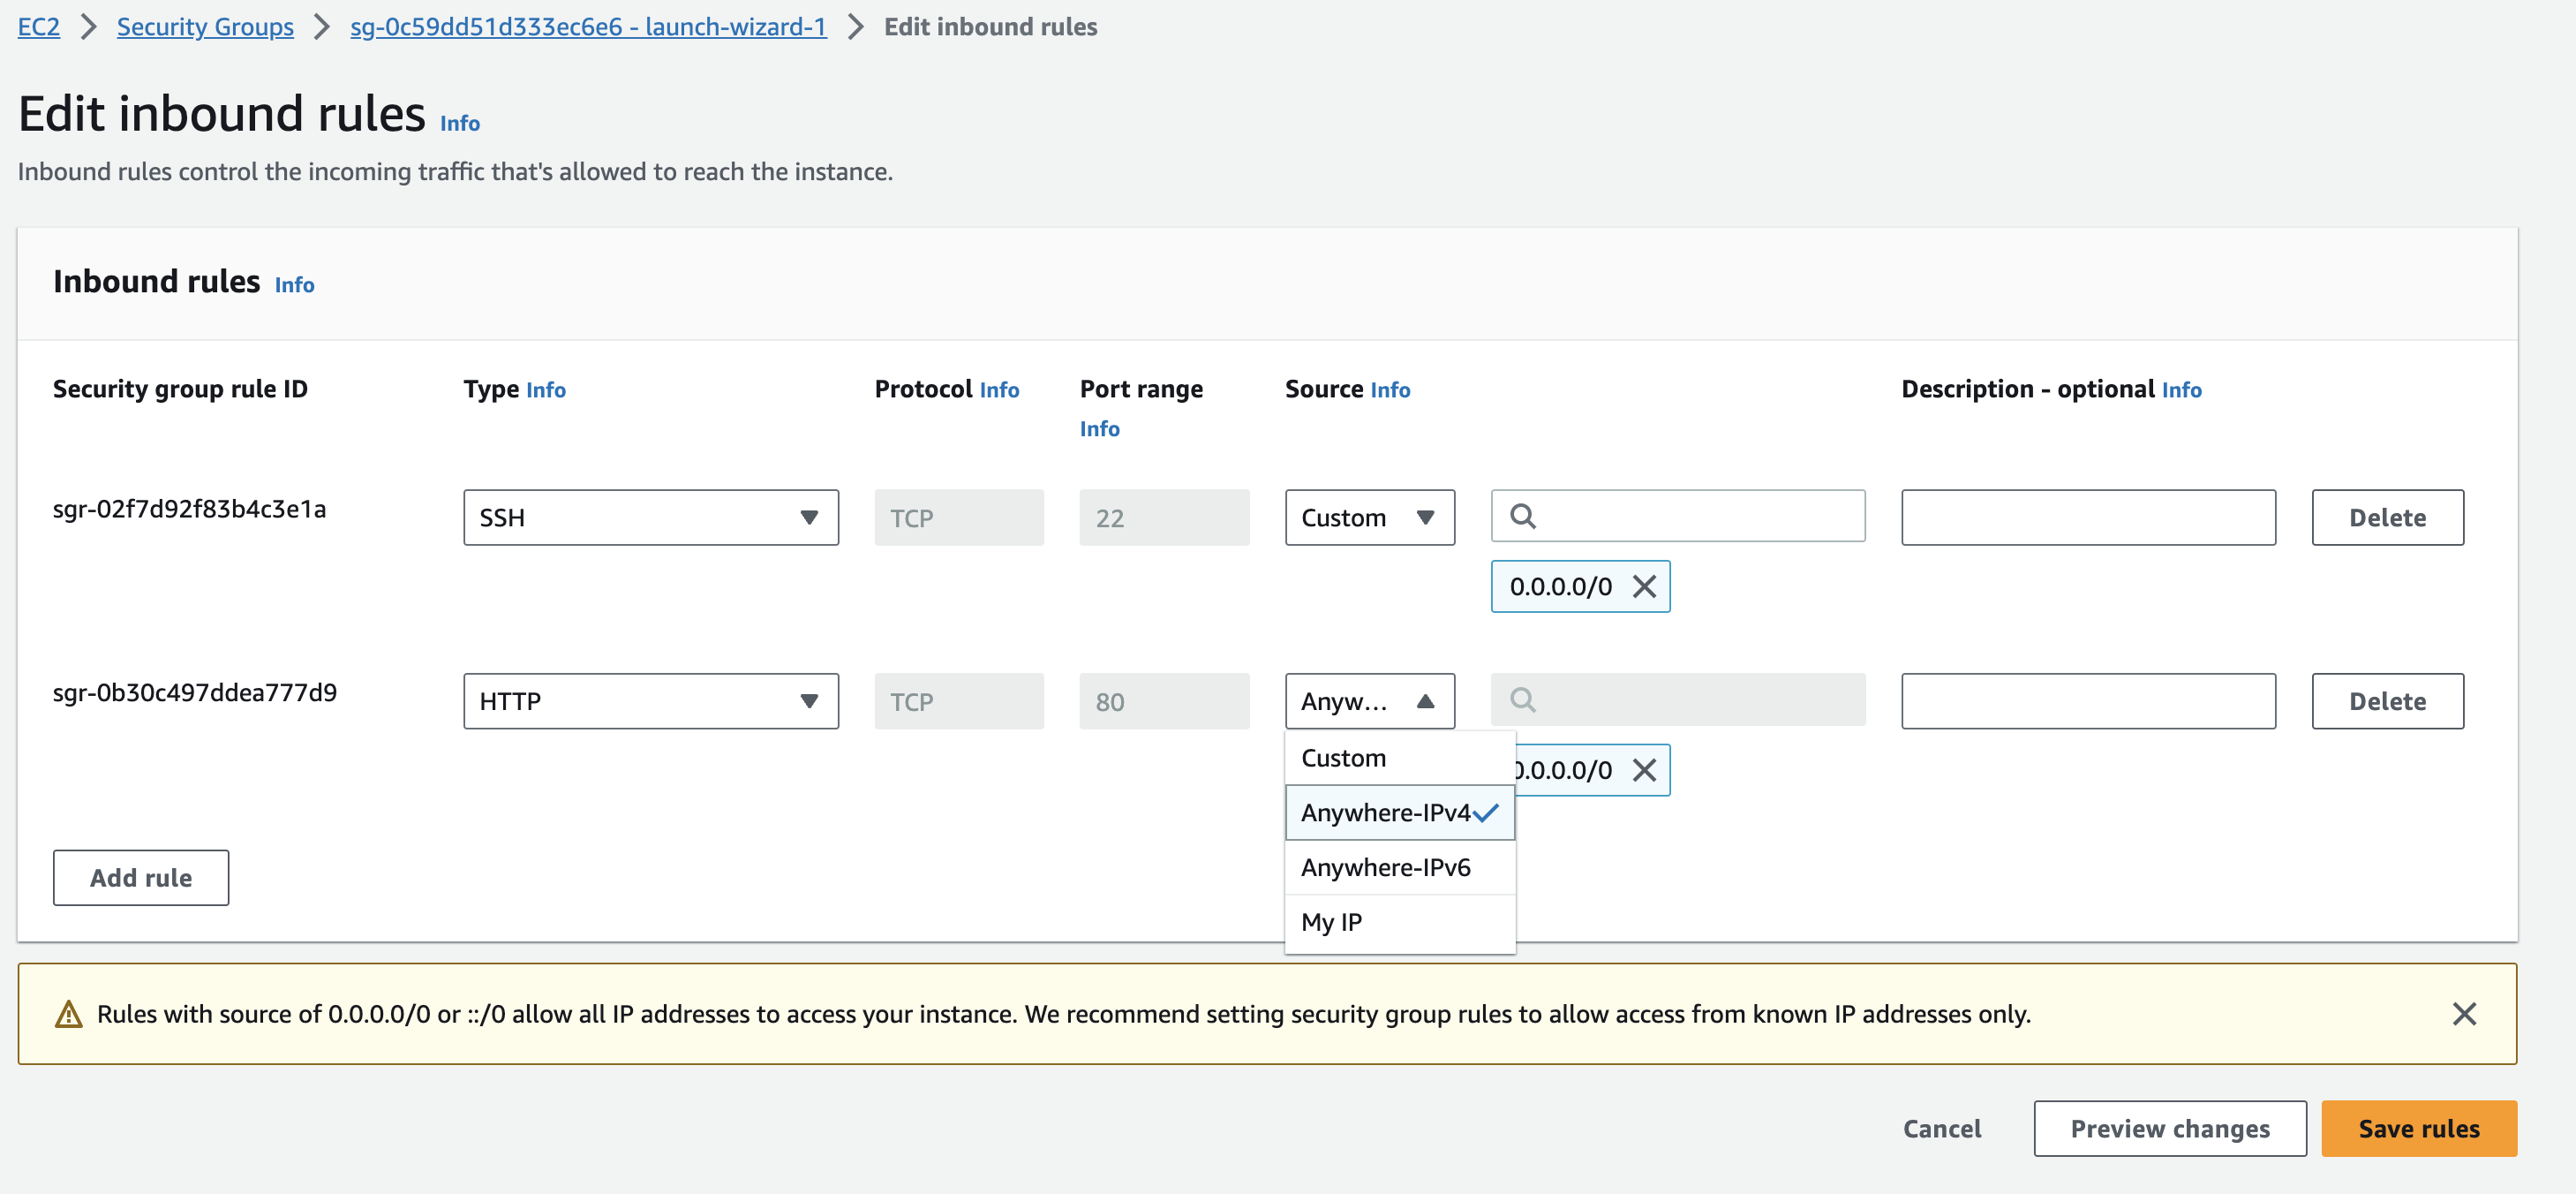 EC2 > Security Groups > sg-0c59dd51d333ec6e6 - launch-wizard-1 > Edit inbound rules
Edit inbound rules Info
Inbound rules control the incoming traffic that's allowed to reach the instance.
Inbound rules Info
Security group rule ID Type Info Protocol Info Port range Info Source Info Description - optional Info
sgr-02f7d92f83b4c3e1a SSH TCP 22 Custom Delete
0.0.0.0/0
sgr-0b30c497ddea777d9 HTTP TCP 80 Anyw... Delete
Custom
0.0.0.0/0
Anywhere-IPv4
Anywhere-IPv6
My IP
Add rule
Rules with source of 0.0.0.0/0 or ::/0 allow all IP addresses to access your instance. We recommend setting security group rules to allow access from known IP addresses only.
Cancel Preview changes Save rules